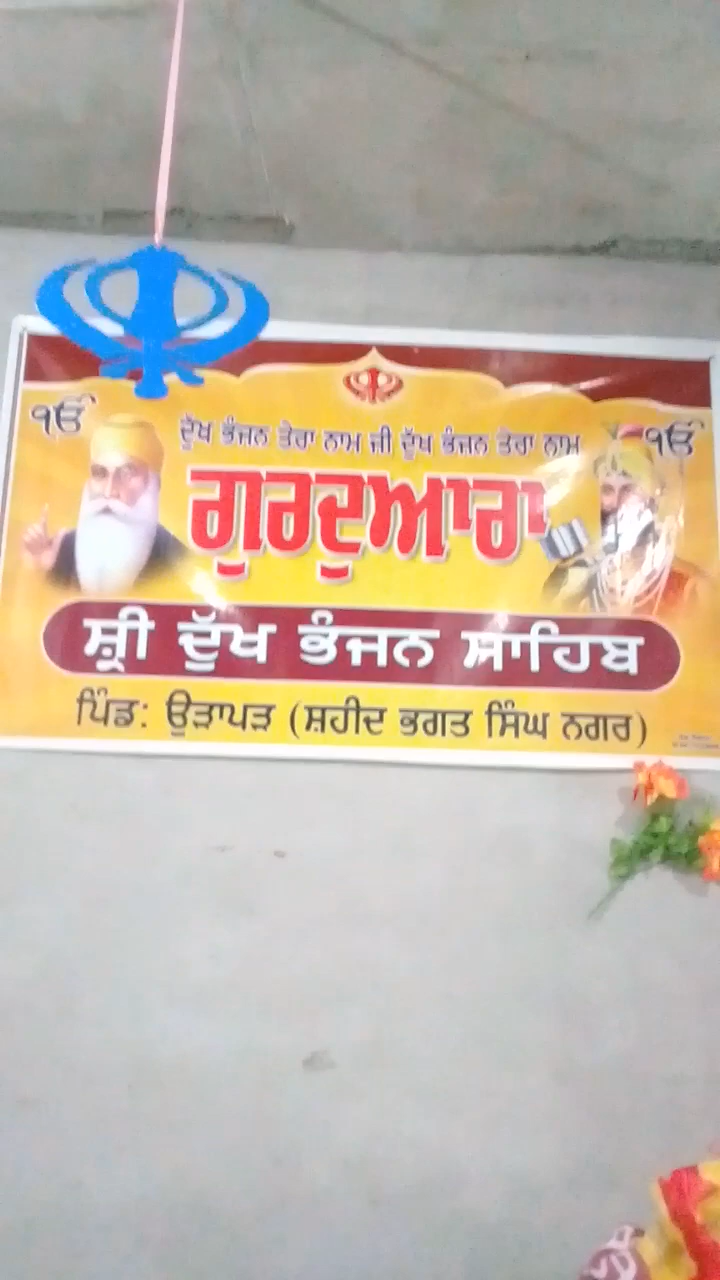 ੴ ੴ
ਦੁੱਖ ਭੰਜਨ ਤੇਰਾ ਨਾਮ ਜੀ ਦੁੱਖ ਭੰਜਨ ਤੇਰਾ ਨਾਮ
ਗੁਰਦੁਆਰਾ
ਸ਼੍ਰੀ ਦੁੱਖ ਭੰਜਨ ਸਾਹਿਬ
ਪਿੰਡ: ਉੜਾਪੜ (ਸ਼ਹੀਦ ਭਗਤ ਸਿੰਘ ਨਗਰ)